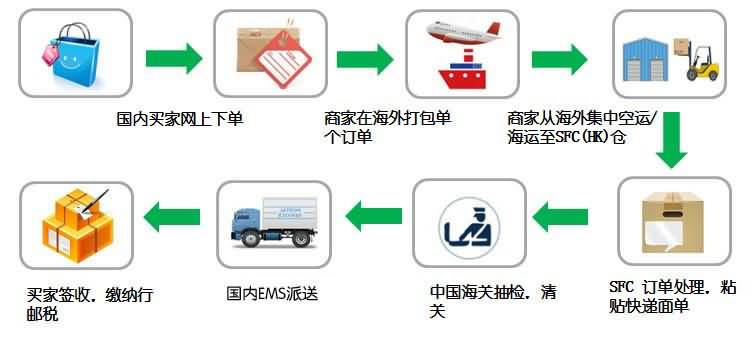 国内买家网上下单
商家在海外打包单
个订单
商家从海外集中空运/
海运至SFC(HK)仓
SFC 订单处理，粘
贴快递面单
中国海关抽检，清
关
国内EMS派送
买家签收，缴纳行
邮税